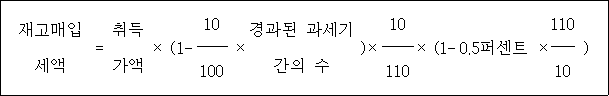 재고매입 세액 = 취득 가액 × (1- 10/100 × 경과된 과세기간의 수 )× 10/110 × (1- 0.5퍼센트 × 110/10 )